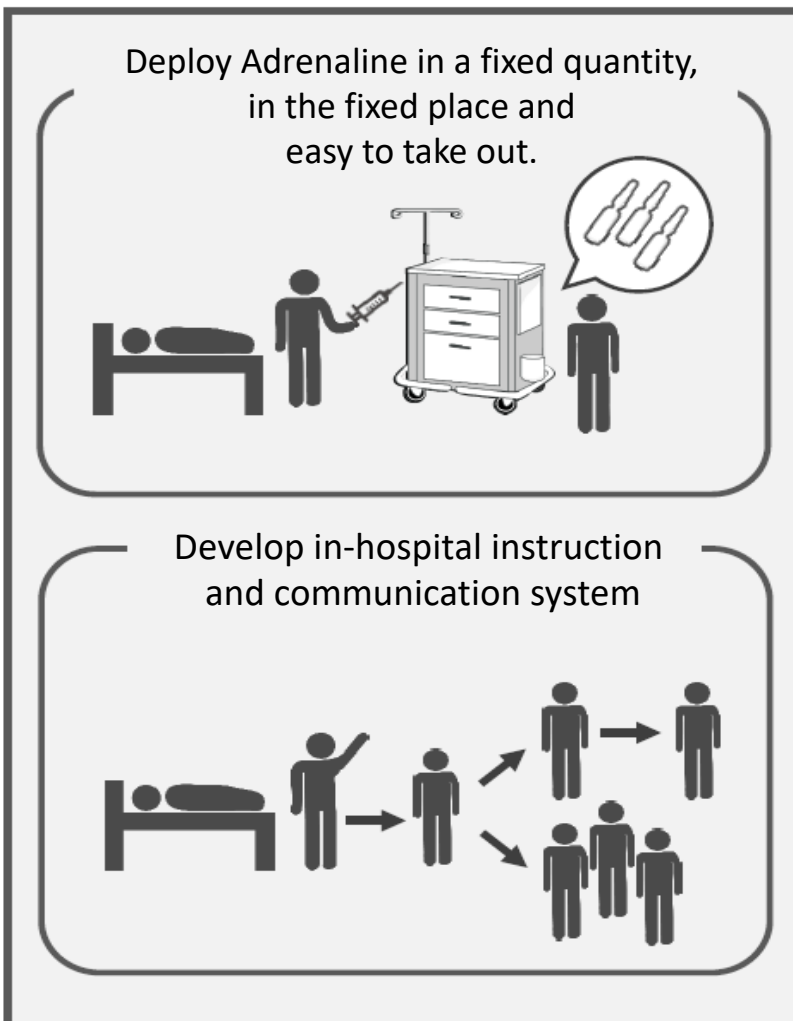 Deploy Adrenaline in a fixed quantity,
in the fixed place and
easy to take out.
Develop in-hospital instruction
and communication system